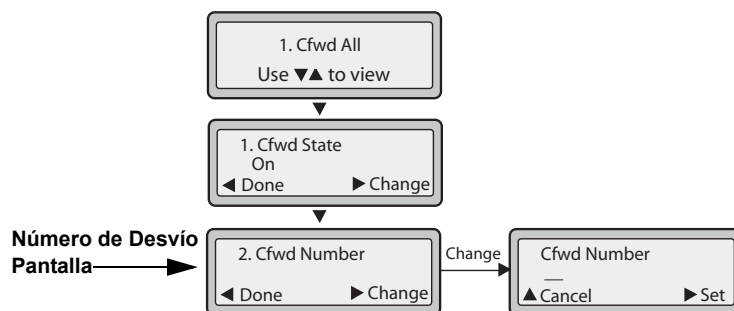 1. Cfwd All
Use ▼▲ to view
▼
1. Cfwd State
On
◀ Done ▶ Change
▼
Número de Desvío
Pantalla
2. Cfwd Number
◀ Done ▶ Change
Change
Cfwd Number
__
▲ Cancel ▶ Set